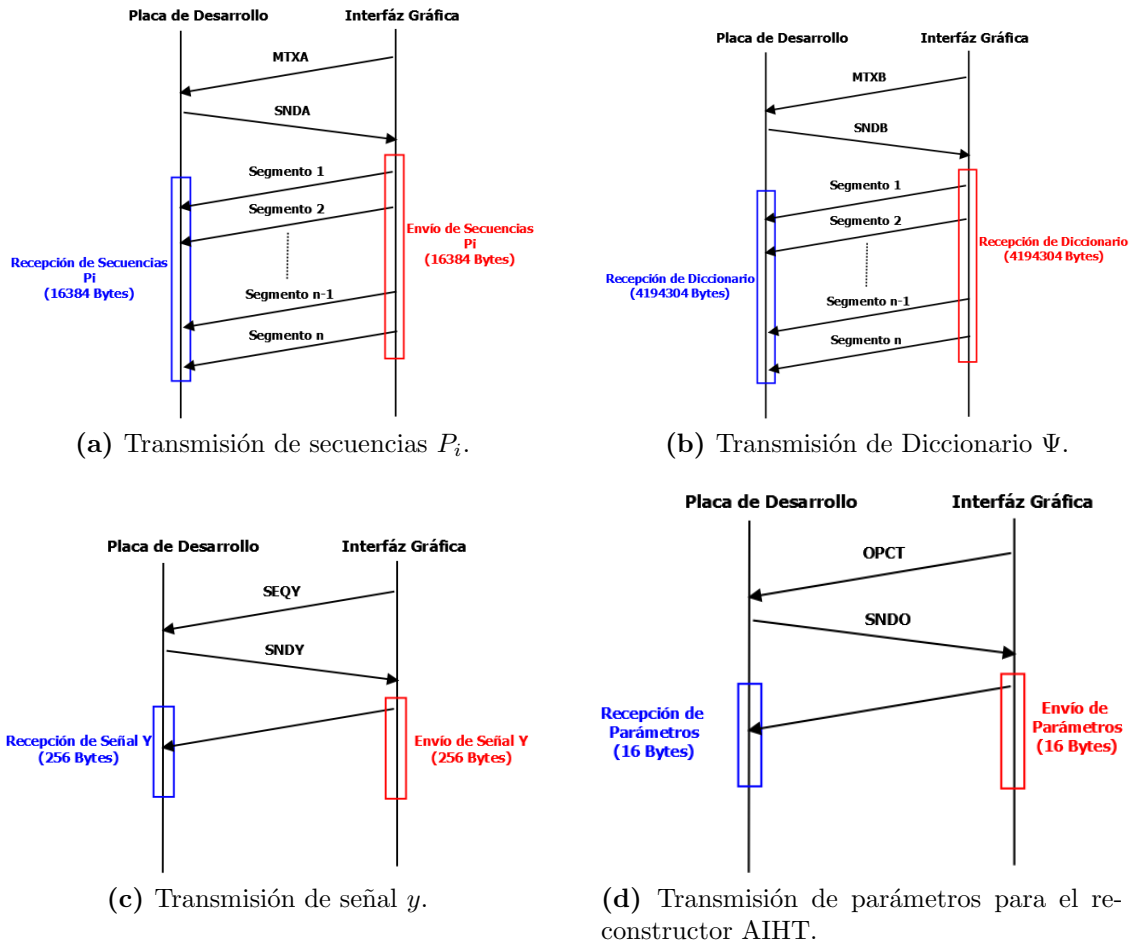 Placa de Desarrollo Interfáz Gráfica
MTXA
SNDA
Segmento 1
Segmento 2
Envío de Secuencias
Pi
(16384 Bytes)
Recepción de Secuencias
Pi
(16384 Bytes)
Segmento n-1
Segmento n
(a) Transmisión de secuencias P_i.
Placa de Desarrollo Interfáz Gráfica
MTXB
SNDB
Segmento 1
Segmento 2
Recepción de Diccionario
(4194304 Bytes)
Recepción de Diccionario
(4194304 Bytes)
Segmento n-1
Segmento n
(b) Transmisión de Diccionario Ψ.
Placa de Desarrollo Interfáz Gráfica
SEQY
SNDY
Recepción de Señal Y
(256 Bytes)
Envío de Señal Y
(256 Bytes)
(c) Transmisión de señal y.
Placa de Desarrollo Interfáz Gráfica
OPCT
SNDO
Recepción de
Parámetros
(16 Bytes)
Envío de
Parámetros
(16 Bytes)
(d) Transmisión de parámetros para el re-
constructor AIHT.